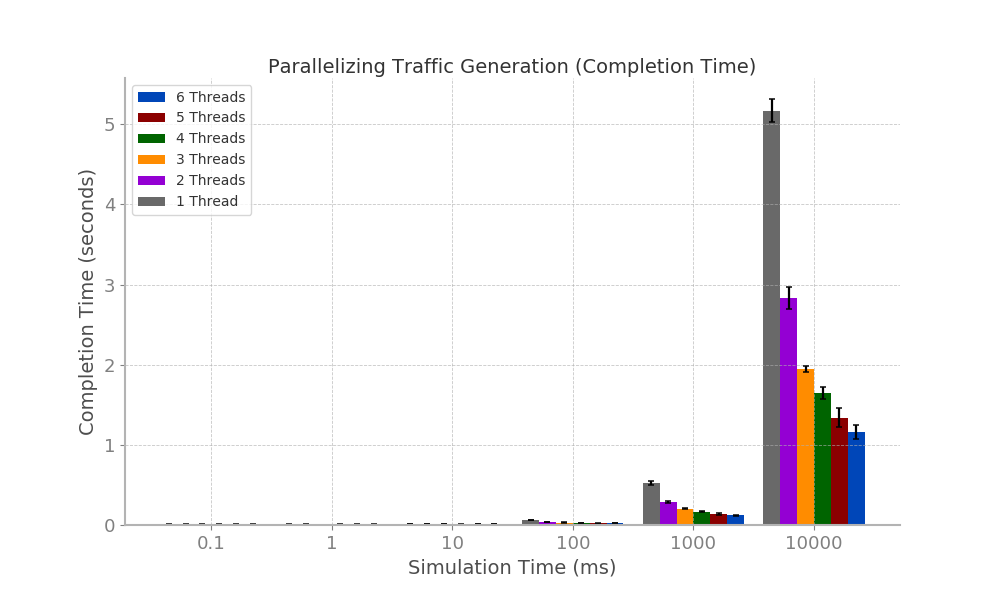 Parallelizing Traffic Generation (Completion Time)
6 Threads
5 Threads
4 Threads
3 Threads
2 Threads
1 Thread
Completion Time (seconds)
5
4
3
2
1
0
0.1
1
10
100
1000
10000
Simulation Time (ms)